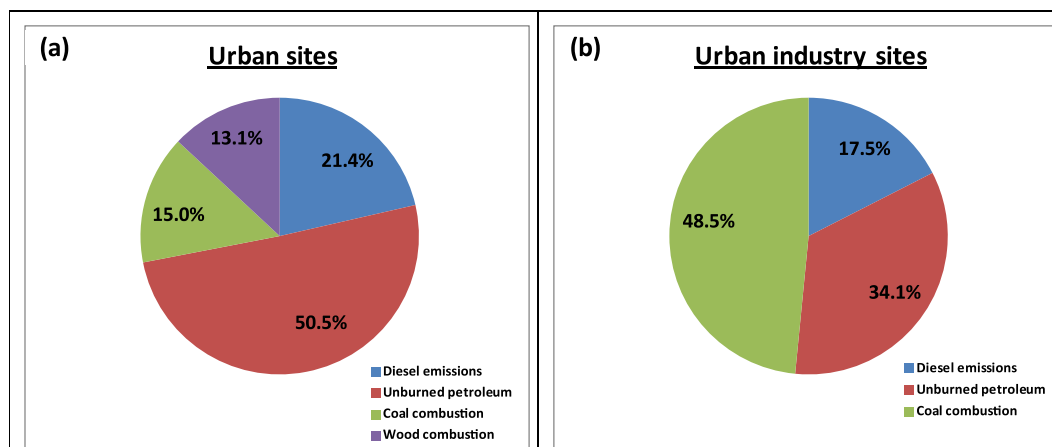 (a)
Urban sites
13.1%
21.4%
15.0%
50.5%
Diesel emissions
Unburned petroleum
Coal combustion
Wood combustion
(b)
Urban industry sites
17.5%
48.5%
34.1%
Diesel emissions
Unburned petroleum
Coal combustion